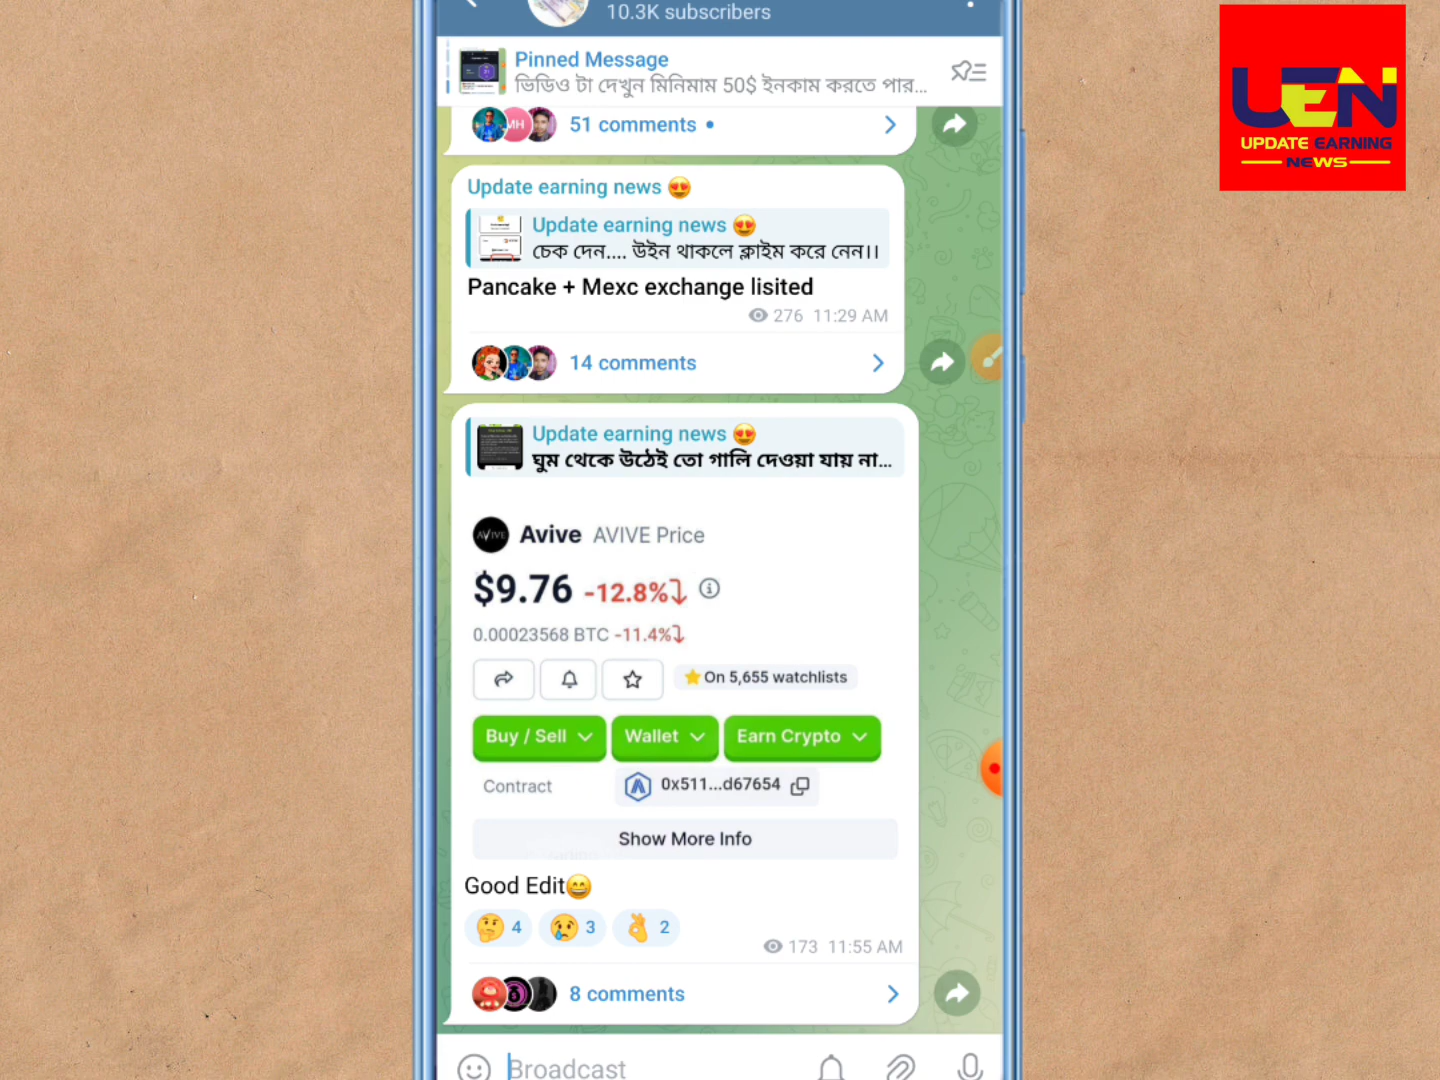 10.3K subscribers
UEN
UPDATE EARNING
NEWS
Pinned Message
ভিডিও টা দেখুন মিনিমাম 50$ ইনকাম করতে পার...
MH
51 comments
Update earning news 😍
Update earning news 😍
চেক দেন.... উইন থাকলে ক্লাইম করে নেন।।
Pancake + Mexc exchange lisited
276 11:29 AM
14 comments
Update earning news 😍
ঘুম থেকে উঠেই তো গালি দেওয়া যায় না...
AVIVE
Avive AVIVE Price
$9.76 -12.8%
0.00023568 BTC -11.4%
On 5,655 watchlists
Buy / Sell Wallet Earn Crypto
Contract 0x511...d67654
Show More Info
Good Edit😄
🤔 4 😢 3 👌 2
173 11:55 AM
8 comments
Broadcast